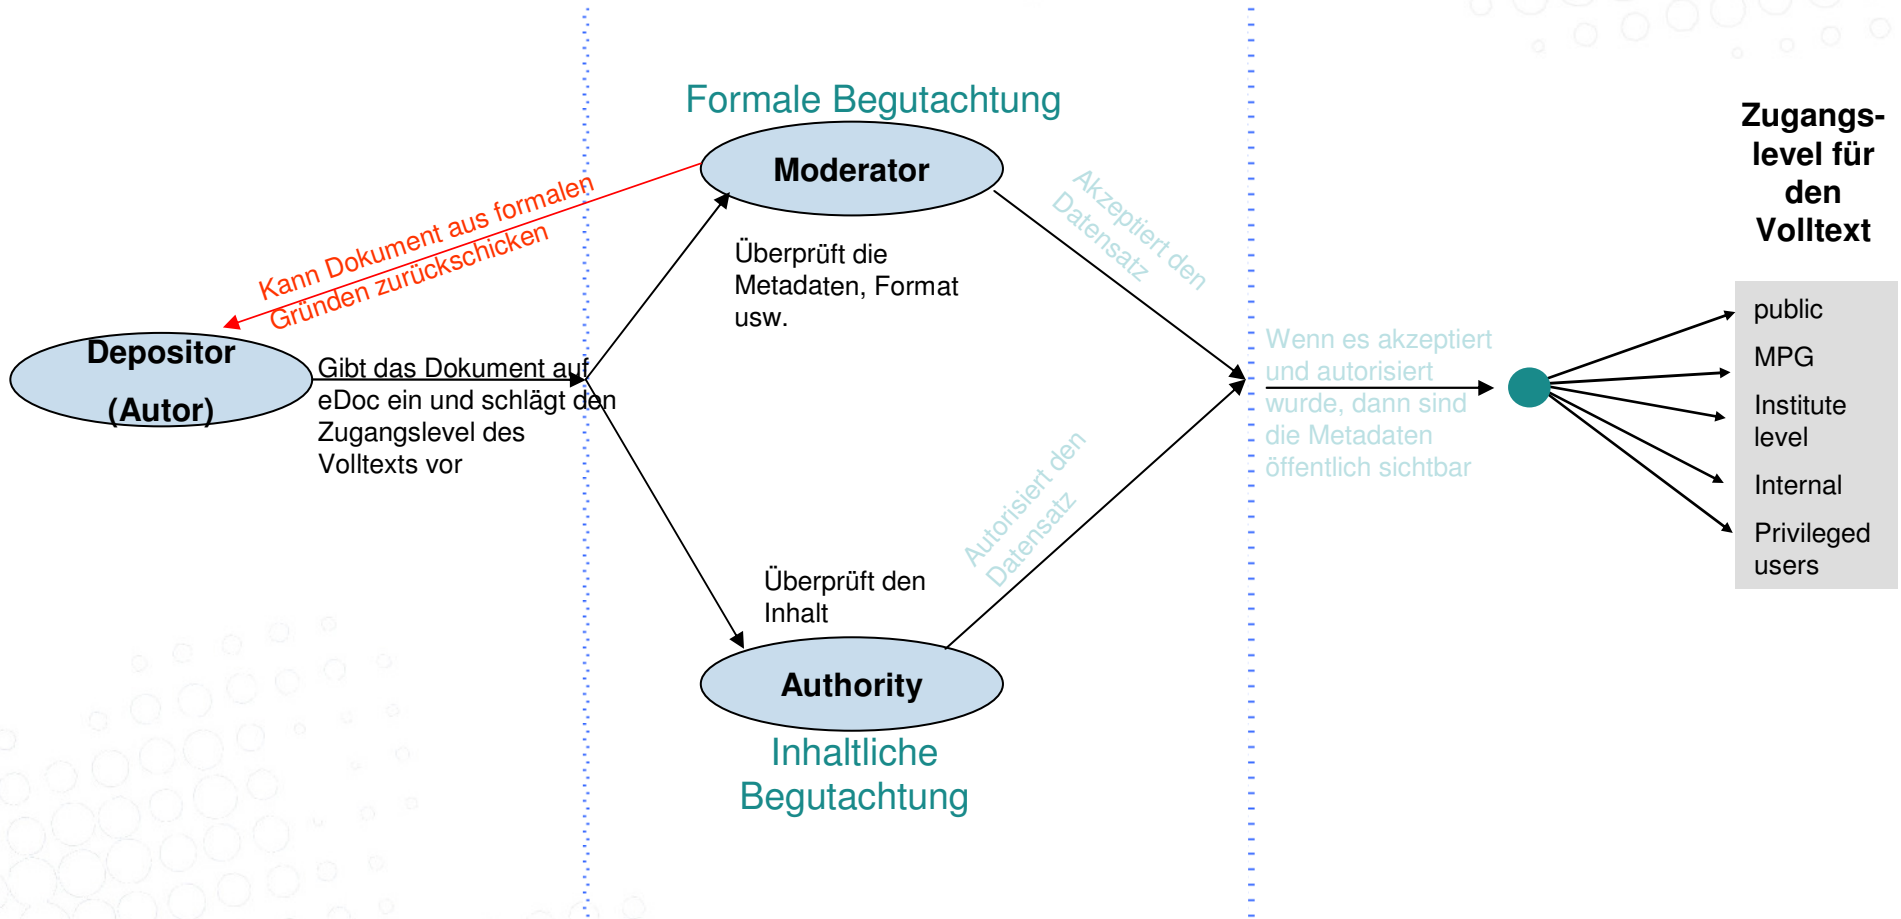 Formale Begutachtung
Moderator
Überprüft die
Metadaten, Format
usw.
Kann Dokument aus formalen
Gründen zurückschicken
Depositor
(Autor)
Gibt das Dokument auf
eDoc ein und schlägt den
Zugangslevel des
Volltexts vor
Akzeptiert den
Datensatz
Überprüft den
Inhalt
Authority
Inhaltliche
Begutachtung
Autorisiert den
Datensatz
Wenn es akzeptiert
und autorisiert
wurde, dann sind
die Metadaten
öffentlich sichtbar
Zugangs-
level für
den
Volltext
public
MPG
Institute
level
Internal
Privileged
users